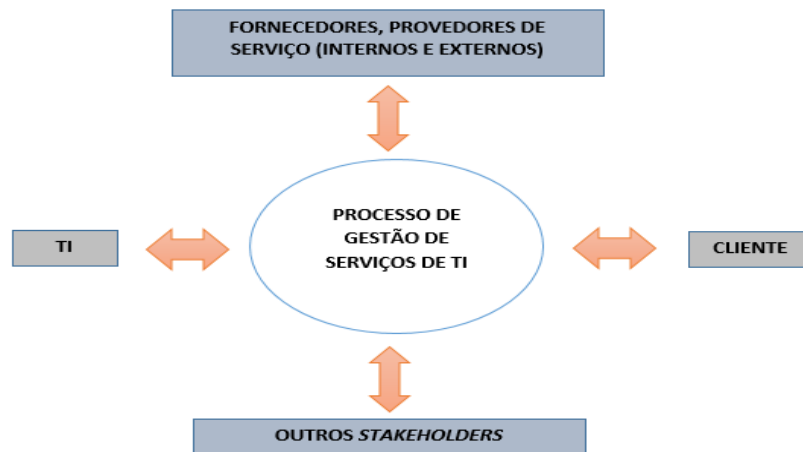 FORNECEDORES, PROVEDORES DE
SERVIÇO (INTERNOS E EXTERNOS)
PROCESSO DE
GESTÃO DE
SERVIÇOS DE TI
TI
CLIENTE
OUTROS STAKEHOLDERS